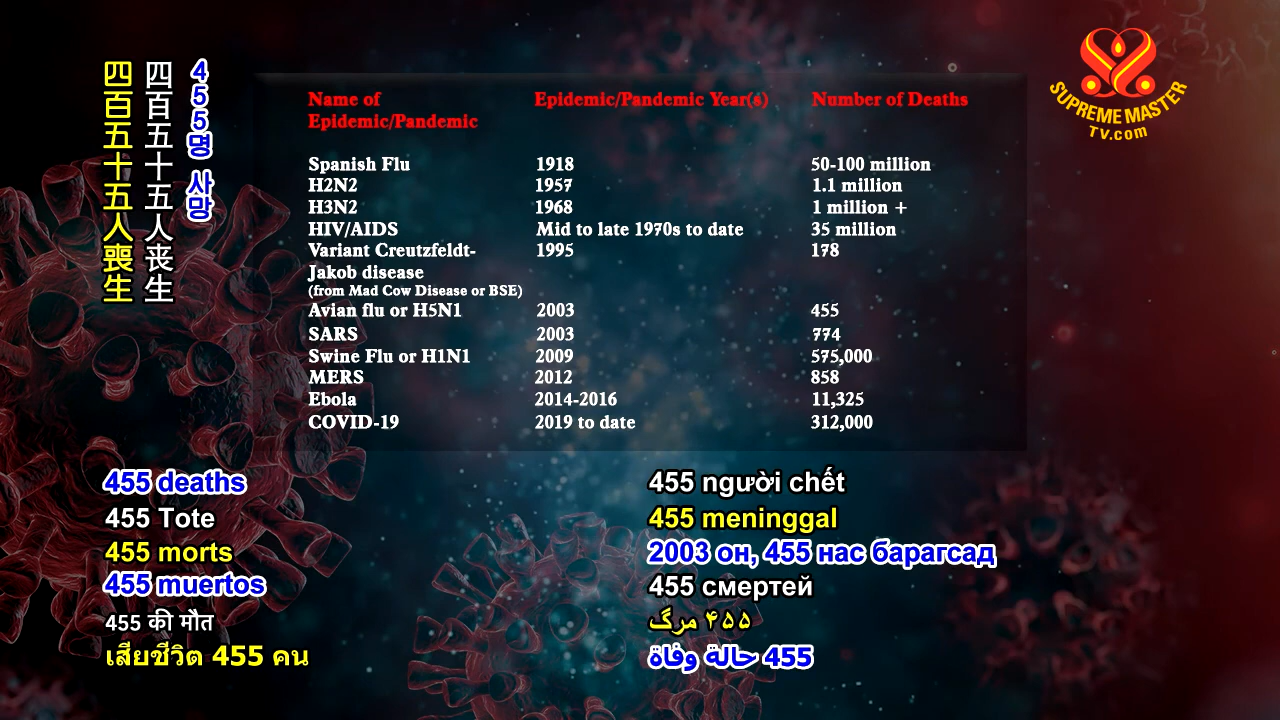 四百五十五人喪生
四百五十五人丧生
455명 사망
SUPREME MASTER
TV.com
Name of Epidemic/Pandemic Year(s) Number of Deaths
Epidemic/Pandemic
Spanish Flu 1918 50-100 million
H2N2 1957 1.1 million
H3N2 1968 1 million +
HIV/AIDS Mid to late 1970s to date 35 million
Variant Creutzfeldt- 1995 178
Jakob disease
(from Mad Cow Disease or BSE)
Avian flu or H5N1 2003 455
SARS 2003 774
Swine Flu or H1N1 2009 575,000
MERS 2012 858
Ebola 2014-2016 11,325
COVID-19 2019 to date 312,000
455 deaths
455 Tote
455 morts
455 muertos
455 की मौत
เสียชีวิต 455 คน
455 người chết
455 meninggal
2003 он, 455 нас барагсад
455 смертей
۴۵۵ مرگ
455 حالة وفاة